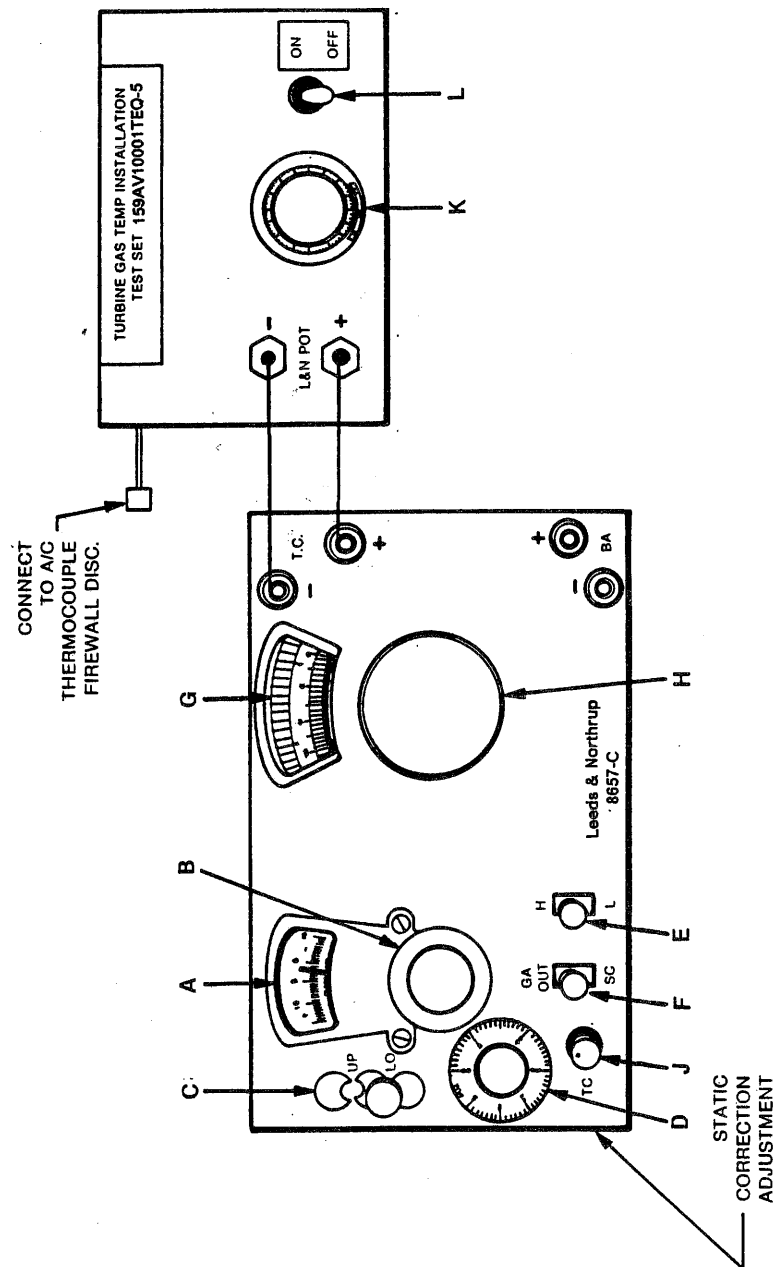 CONNECT
TO A/C
THERMOCOUPLE
FIREWALL DISC.
TURBINE GAS TEMP INSTALLATION
TEST SET 159AV10001TEQ-5
ON
OFF
L
K
-
L&N POT
+
G
H
B
A
C
UP
LO
T.C.
-
+
+
BA
-
Leeds & Northrup
8657-C
H
L
E
GA
OUT
SC
F
TC
J
D
STATIC
CORRECTION
ADJUSTMENT